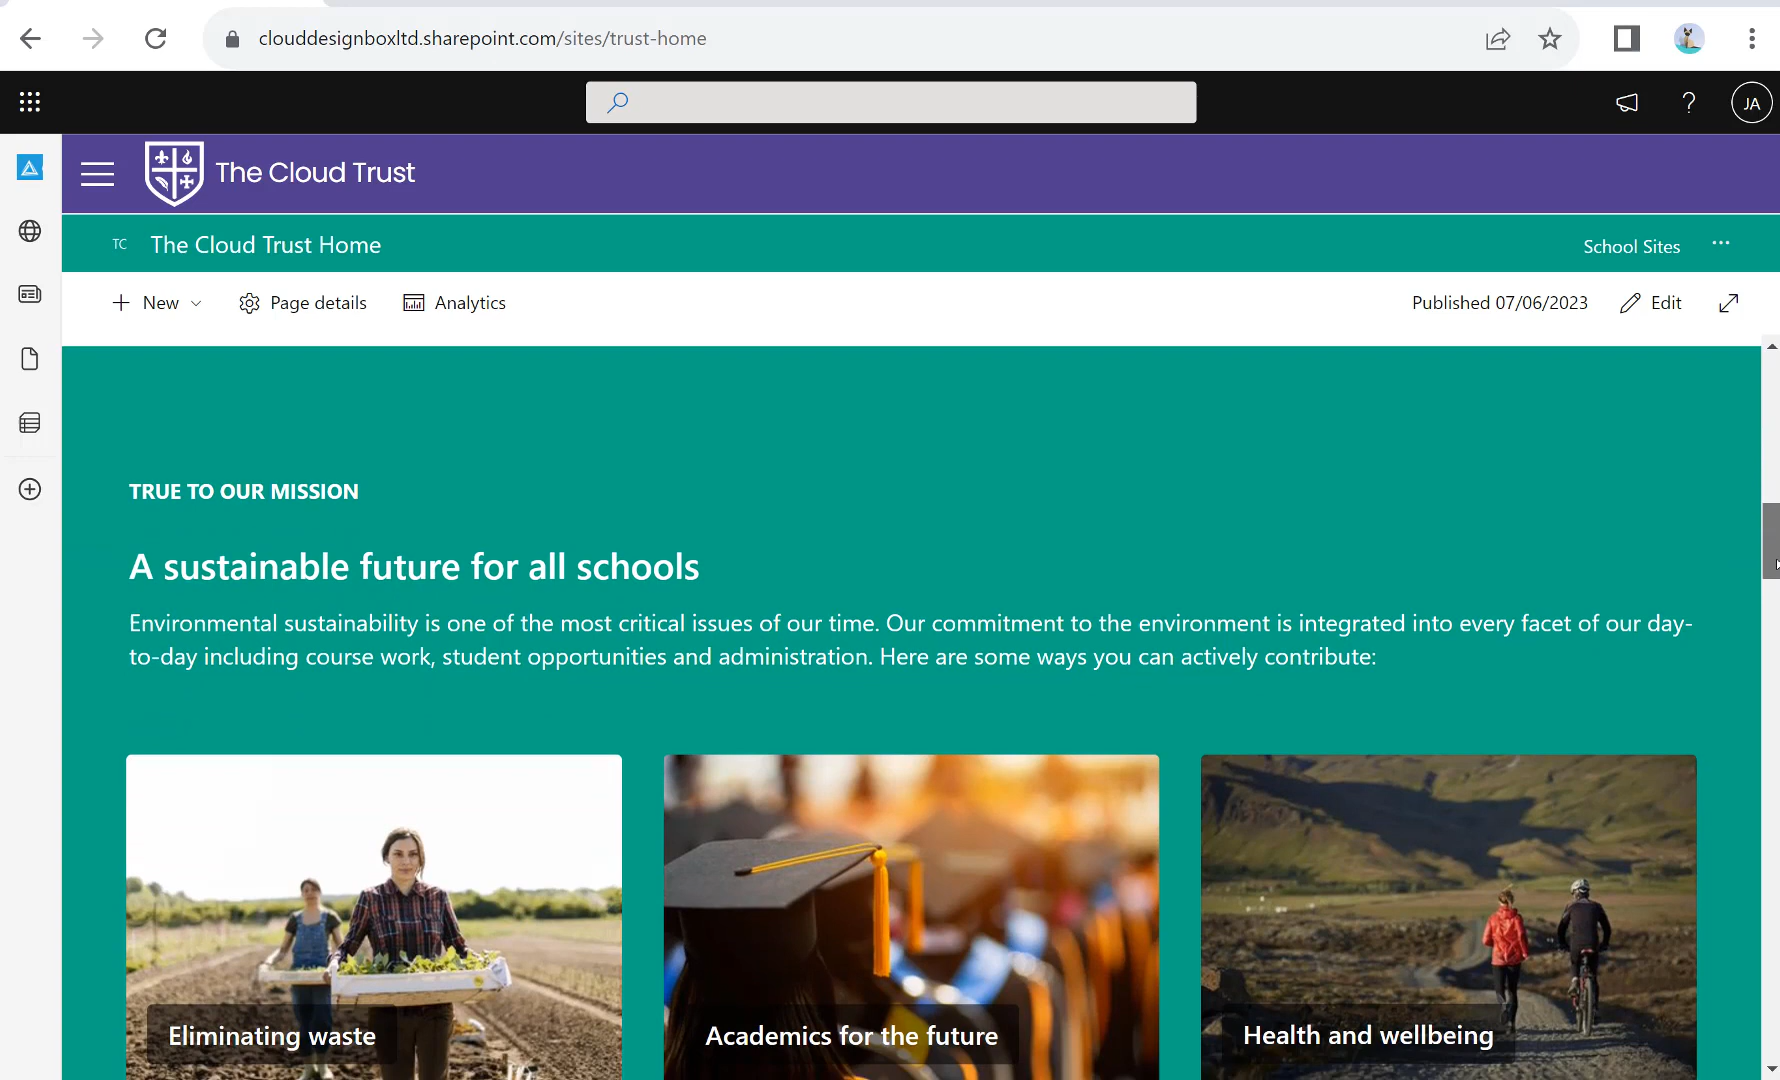 clouddesignboxltd.sharepoint.com/sites/trust-home
? JA
The Cloud Trust
TC The Cloud Trust Home School Sites ...
New Page details Analytics Published 07/06/2023 Edit
TRUE TO OUR MISSION
A sustainable future for all schools
Environmental sustainability is one of the most critical issues of our time. Our commitment to the environment is integrated into every facet of our day-
to-day including course work, student opportunities and administration. Here are some ways you can actively contribute:
Eliminating waste Academics for the future Health and wellbeing